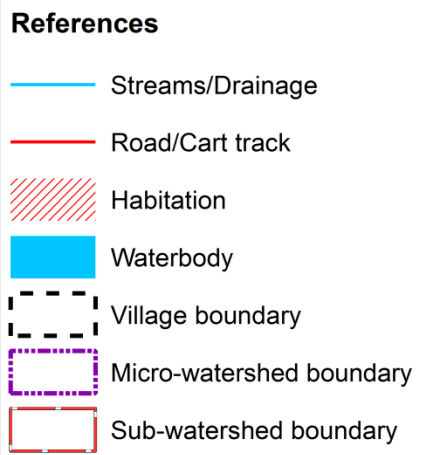 References
Streams/Drainage
Road/Cart track
Habitation
Waterbody
Village boundary
Micro-watershed boundary
Sub-watershed boundary